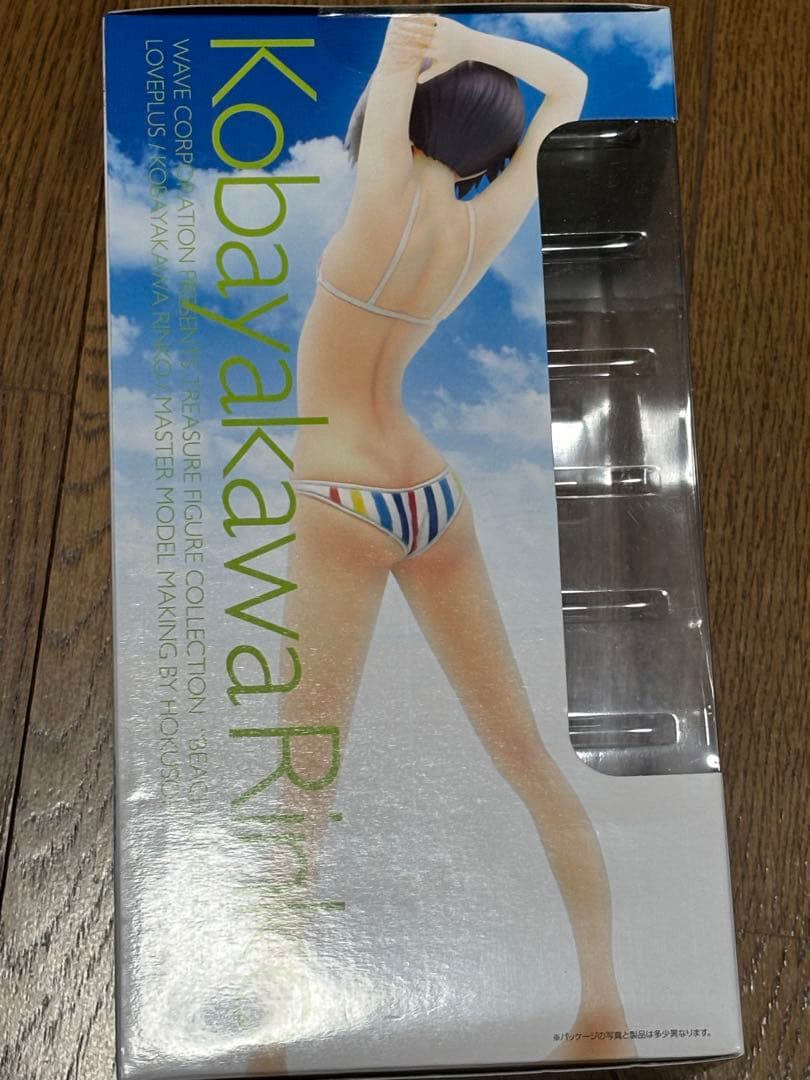 Kobayakawa Rinko
WAVE CORPORATION PRESENTS TREASURE FIGURE COLLECTION "BEACH
LOVEPLUS / KOBAYAKAWA RINKO / MASTER MODEL MAKING BY HOKUSO
※パッケージの写真と製品は多少異なります。